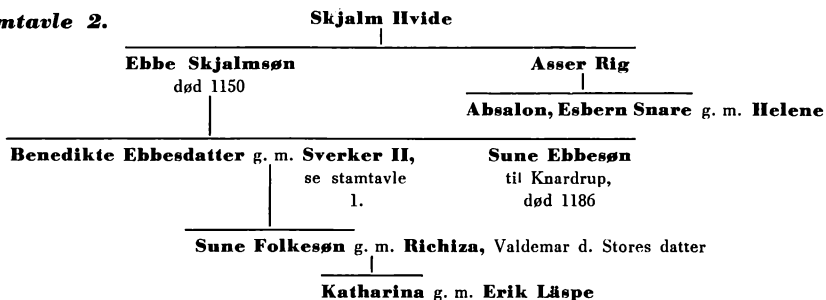 mtavle 2.
Skjalm Hvide
Ebbe Skjalmsøn
Asser Rig
død 1150
Absalon, Esbern Snare g. m. Helene
Benedikte Ebbesdatter g. m. Sverker II,
Sune Ebbesøn
se stamtavle
til Knardrup,
1.
død 1186
Sune Folkesøn g. m. Richiza, Valdemar d. Stores datter
Katharina g. m. Erik Läspe